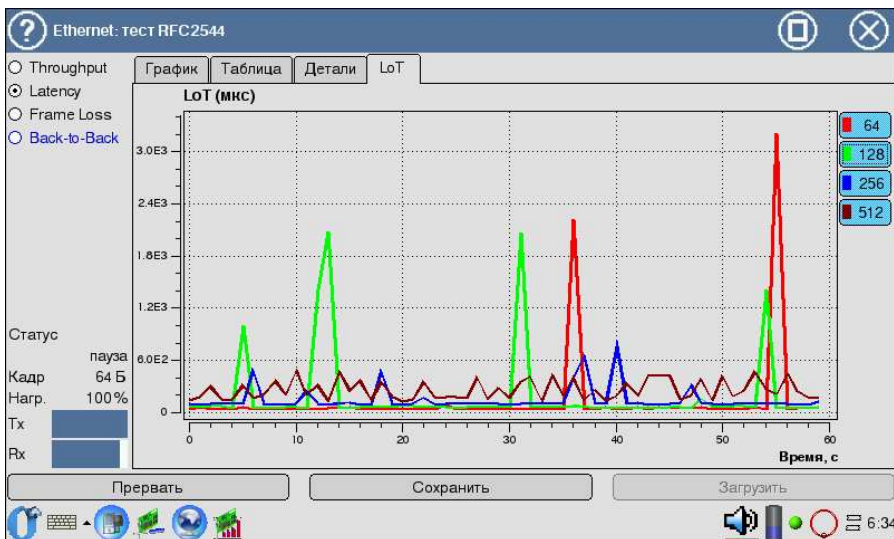 Ethernet: тест RFC2544
Throughput
Latency
Frame Loss
Back-to-Back
График Таблица Детали LoT
LoT (мкс)
3.0E3
2.4E3
1.8E3
1.2E3
6.0E2
0
0 10 20 30 40 50 60
Время, с
64
128
256
512
Статус
пауза
Кадр 64 Б
Нагр. 100%
Tx
Rx
Прервать Сохранить Загрузить
6:34